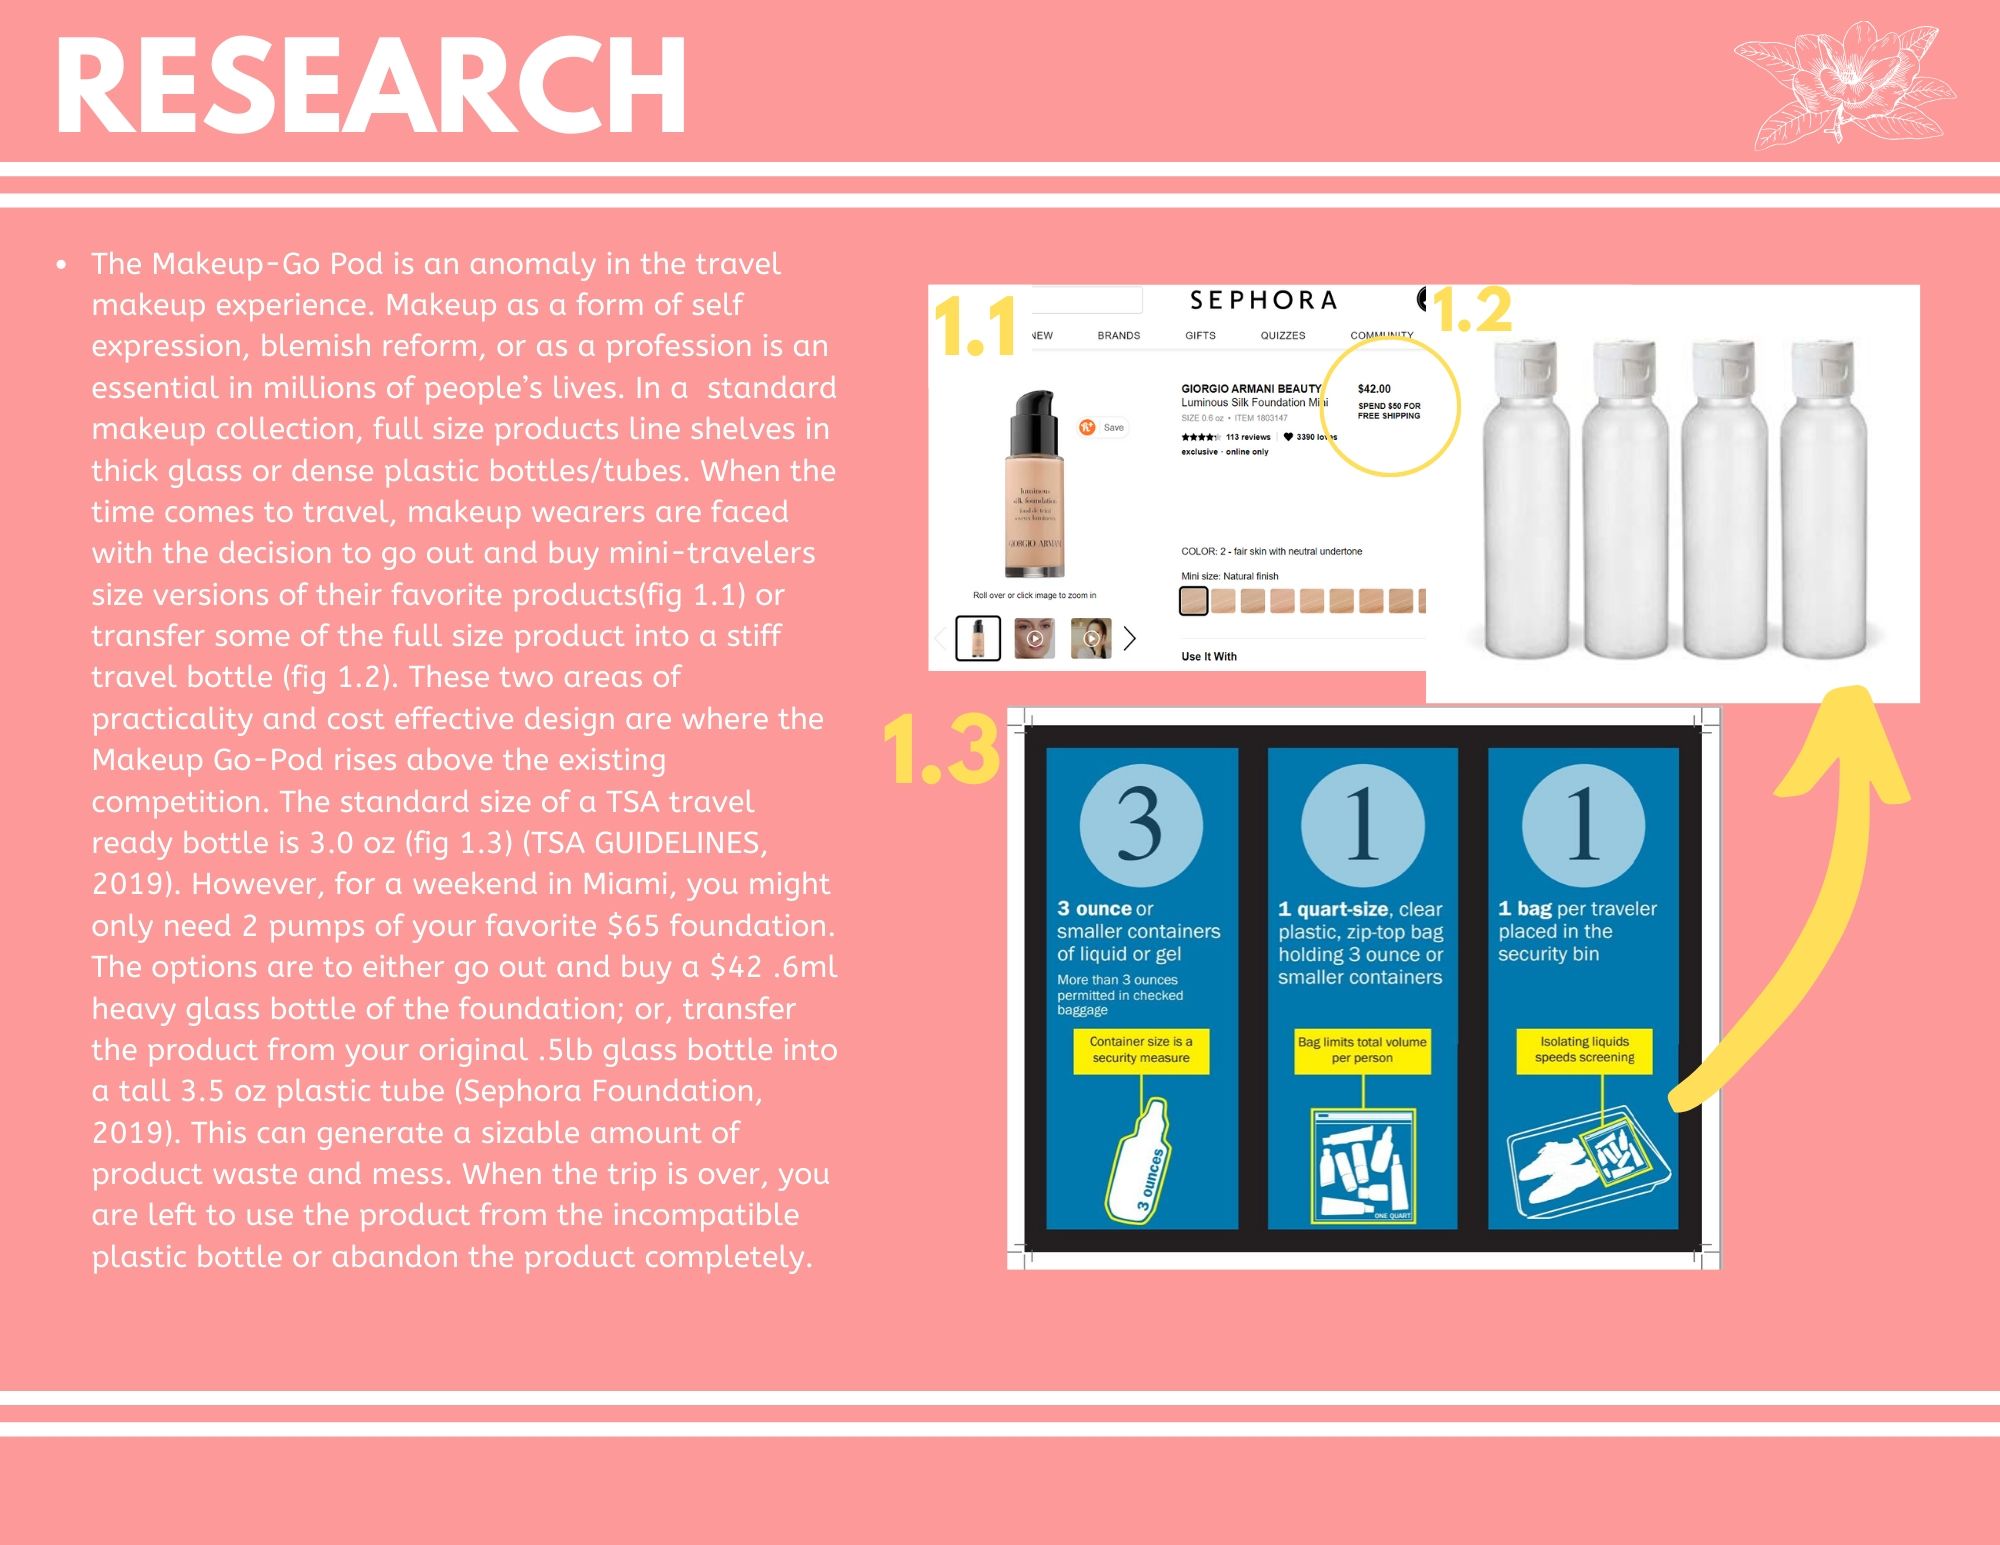 RESEARCH
• The Makeup-Go Pod is an anomaly in the travel
makeup experience. Makeup as a form of self
expression, blemish reform, or as a profession is an
essential in millions of people’s lives. In a  standard
makeup collection, full size products line shelves in
thick glass or dense plastic bottles/tubes. When the
time comes to travel, makeup wearers are faced
with the decision to go out and buy mini-travelers
size versions of their favorite products(fig 1.1) or
transfer some of the full size product into a stiff
travel bottle (fig 1.2). These two areas of
practicality and cost effective design are where the
Makeup Go-Pod rises above the existing
competition. The standard size of a TSA travel
ready bottle is 3.0 oz (fig 1.3) (TSA GUIDELINES,
2019). However, for a weekend in Miami, you might
only need 2 pumps of your favorite $65 foundation.
The options are to either go out and buy a $42 .6ml
heavy glass bottle of the foundation; or, transfer
the product from your original .5lb glass bottle into
a tall 3.5 oz plastic tube (Sephora Foundation,
2019). This can generate a sizable amount of
product waste and mess. When the trip is over, you
are left to use the product from the incompatible
plastic bottle or abandon the product completely.
1.1
SEPHORA
NEW BRANDS GIFTS QUIZZES COMMUNITY
GIORGIO ARMANI BEAUTY
Luminous Silk Foundation Mini
SIZE 0.6 oz • ITEM 1803147
113 reviews 3390 loves
exclusive · online only
$42.00
SPEND $50 FOR
FREE SHIPPING
Save
luminous
silk foundation
GIORGIO ARMANI
Roll over or click image to zoom in
COLOR: 2 - fair skin with neutral undertone
Mini size: Natural finish
Use It With
1.2
1.3
3
3 ounce or
smaller containers
of liquid or gel
More than 3 ounces
permitted in checked
baggage
Container size is a
security measure
3 ounces
1
1 quart-size, clear
plastic, zip-top bag
holding 3 ounce or
smaller containers
Bag limits total volume
per person
ONE QUART
1
1 bag per traveler
placed in the
security bin
Isolating liquids
speeds screening